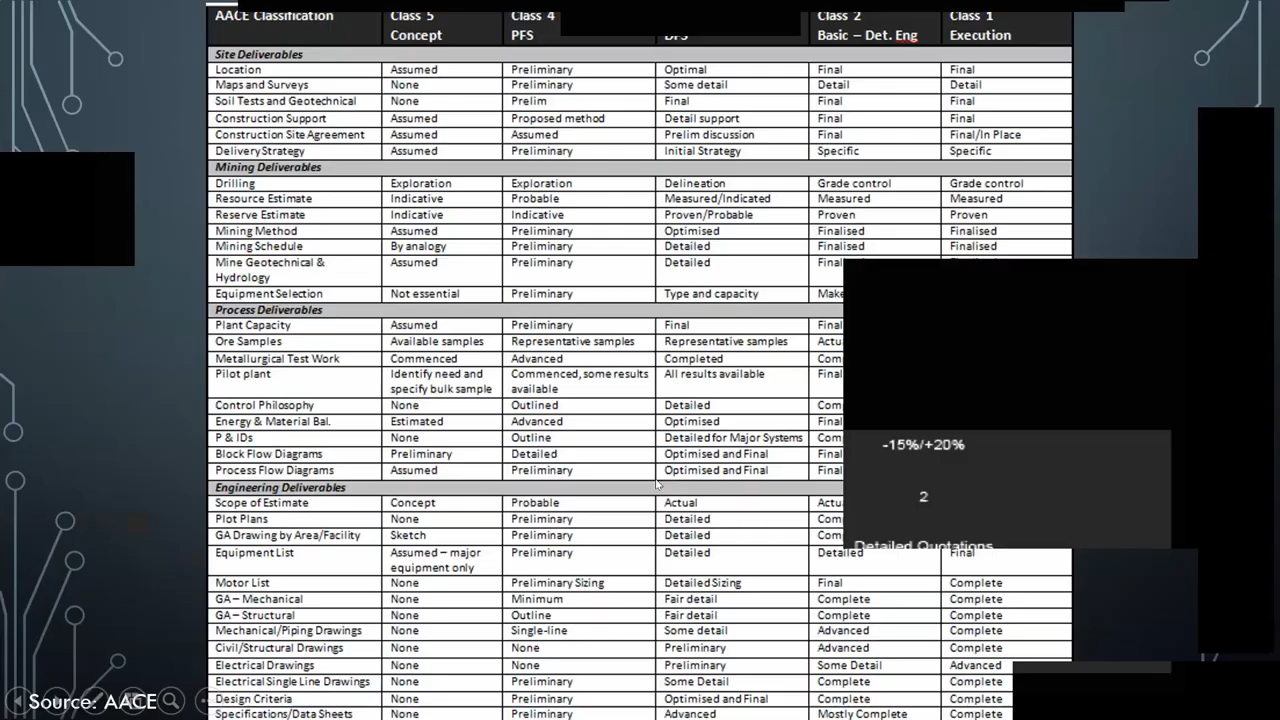 AACE Classification Class 5 Class 4 Class 2 Class 1
Concept PFS DFS Basic – Det. Eng Execution
Site Deliverables
Location Assumed Preliminary Optimal Final Final
Maps and Surveys None Preliminary Some detail Detail Detail
Soil Tests and Geotechnical None Prelim Final Final Final
Construction Support Assumed Proposed method Detail support Final Final
Construction Site Agreement Assumed Assumed Prelim discussion Final Final/In Place
Delivery Strategy Assumed Preliminary Initial Strategy Specific Specific
Mining Deliverables
Drilling Exploration Exploration Delineation Grade control Grade control
Resource Estimate Indicative Probable Measured/Indicated Measured Measured
Reserve Estimate Indicative Indicative Proven/Probable Proven Proven
Mining Method Assumed Preliminary Optimised Finalised Finalised
Mining Schedule By analogy Preliminary Detailed Finalised Finalised
Mine Geotechnical & Assumed Preliminary Detailed
Hydrology
Equipment Selection Not essential Preliminary Type and capacity Make
Process Deliverables
Plant Capacity Assumed Preliminary Final Final
Ore Samples Available samples Representative samples Representative samples
Metallurgical Test Work Commenced Advanced Completed
Pilot plant Identify need and Commenced, some results All results available Final
specify bulk sample available
Control Philosophy None Outlined Detailed
Energy & Material Bal. Estimated Advanced Optimised Final
-15%/+20%
P & IDs None Outline Detailed for Major Systems
Block Flow Diagrams Preliminary Detailed Optimised and Final Final
Process Flow Diagrams Assumed Preliminary Optimised and Final Final
Engineering Deliverables
2
Scope of Estimate Concept Probable Actual
Plot Plans None Preliminary Detailed
GA Drawing by Area/Facility Sketch Preliminary Detailed
Detailed Quotations
Equipment List Assumed – major Preliminary Detailed Detailed Final
equipment only
Motor List None Preliminary Sizing Detailed Sizing Final Complete
GA – Mechanical None Minimum Fair detail Complete Complete
GA – Structural None Outline Fair detail Complete Complete
Mechanical/Piping Drawings None Single-line Some detail Advanced Complete
Civil/Structural Drawings None None Preliminary Advanced Complete
Electrical Drawings None None Preliminary Some Detail Advanced
Electrical Single Line Drawings None Preliminary Some Detail Complete Complete
Design Criteria None Preliminary Optimised and Final Complete Complete
Specifications/Data Sheets None Preliminary Advanced Mostly Complete Complete
Source: AACE